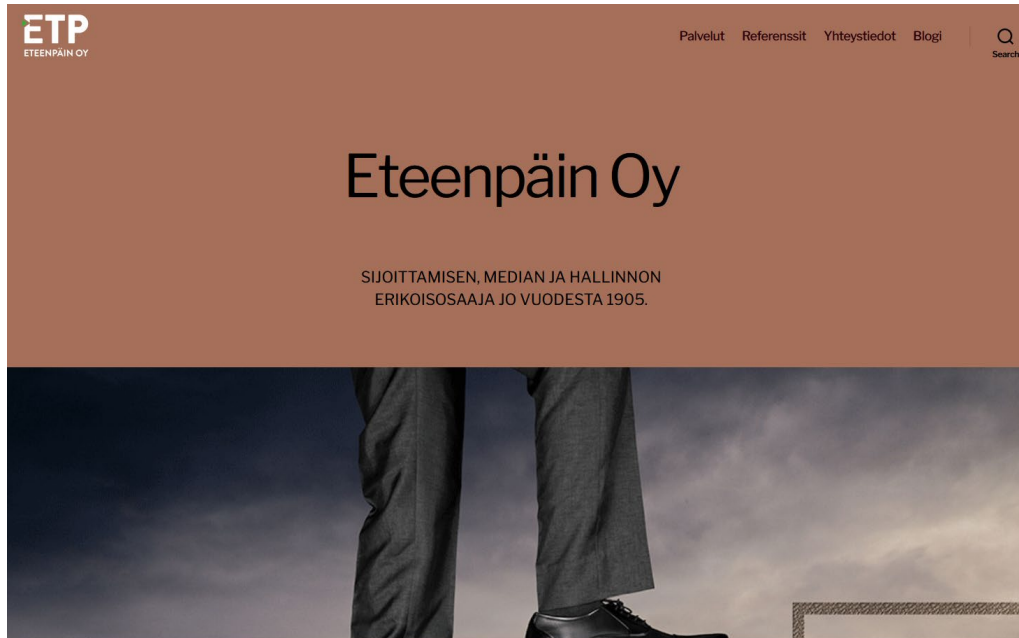 ETP
ETEENPÄIN OY
Palvelut Referenssit Yhteystiedot Blogi
Search
Eteenpäin Oy
SIJOITTAMISEN, MEDIAN JA HALLINNON
ERIKOISOSAAJA JO VUODESTA 1905.